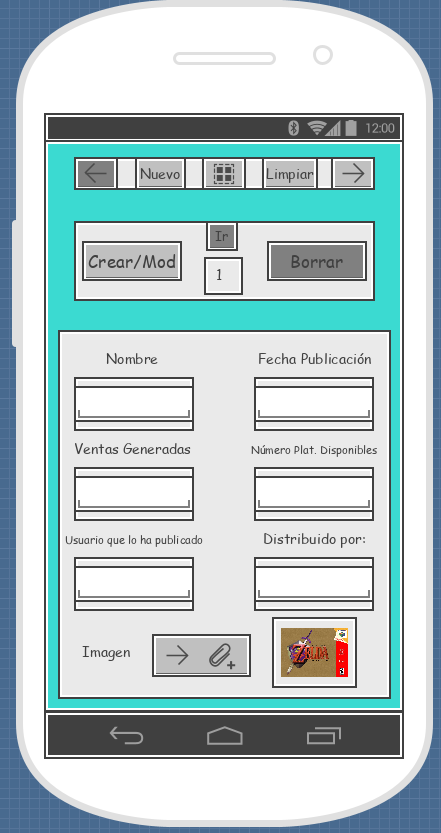 12:00
Nuevo
Limpiar
Ir
Crear/Mod
1
Borrar
Nombre
Fecha Publicación
Ventas Generadas
Número Plat. Disponibles
Usuario que lo ha publicado
Distribuido por:
Imagen
ZELDA